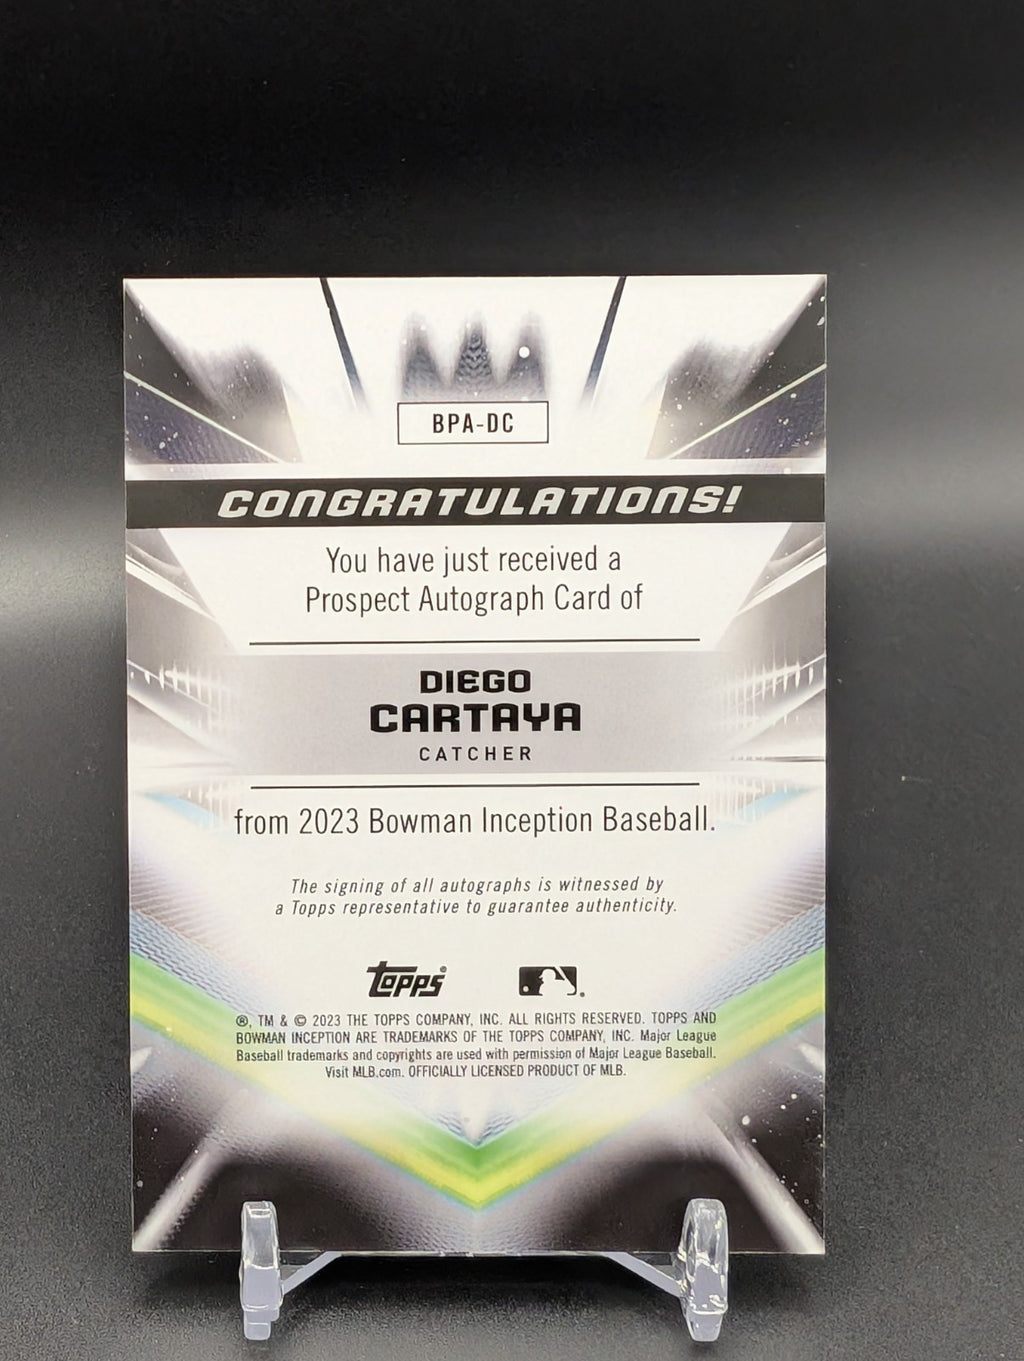 BPA-DC
CONGRATULATIONS!
You have just received a
Prospect Autograph Card of
DIEGO
CARTAYA
CATCHER
from 2023 Bowman Inception Baseball.
The signing of all autographs is witnessed by
a Topps representative to guarantee authenticity.
topps®
®, TM & © 2023 THE TOPPS COMPANY, INC. ALL RIGHTS RESERVED. TOPPS AND
BOWMAN INCEPTION ARE TRADEMARKS OF THE TOPPS COMPANY, INC. Major League
Baseball trademarks and copyrights are used with permission of Major League Baseball.
Visit MLB.com. OFFICIALLY LICENSED PRODUCT OF MLB.